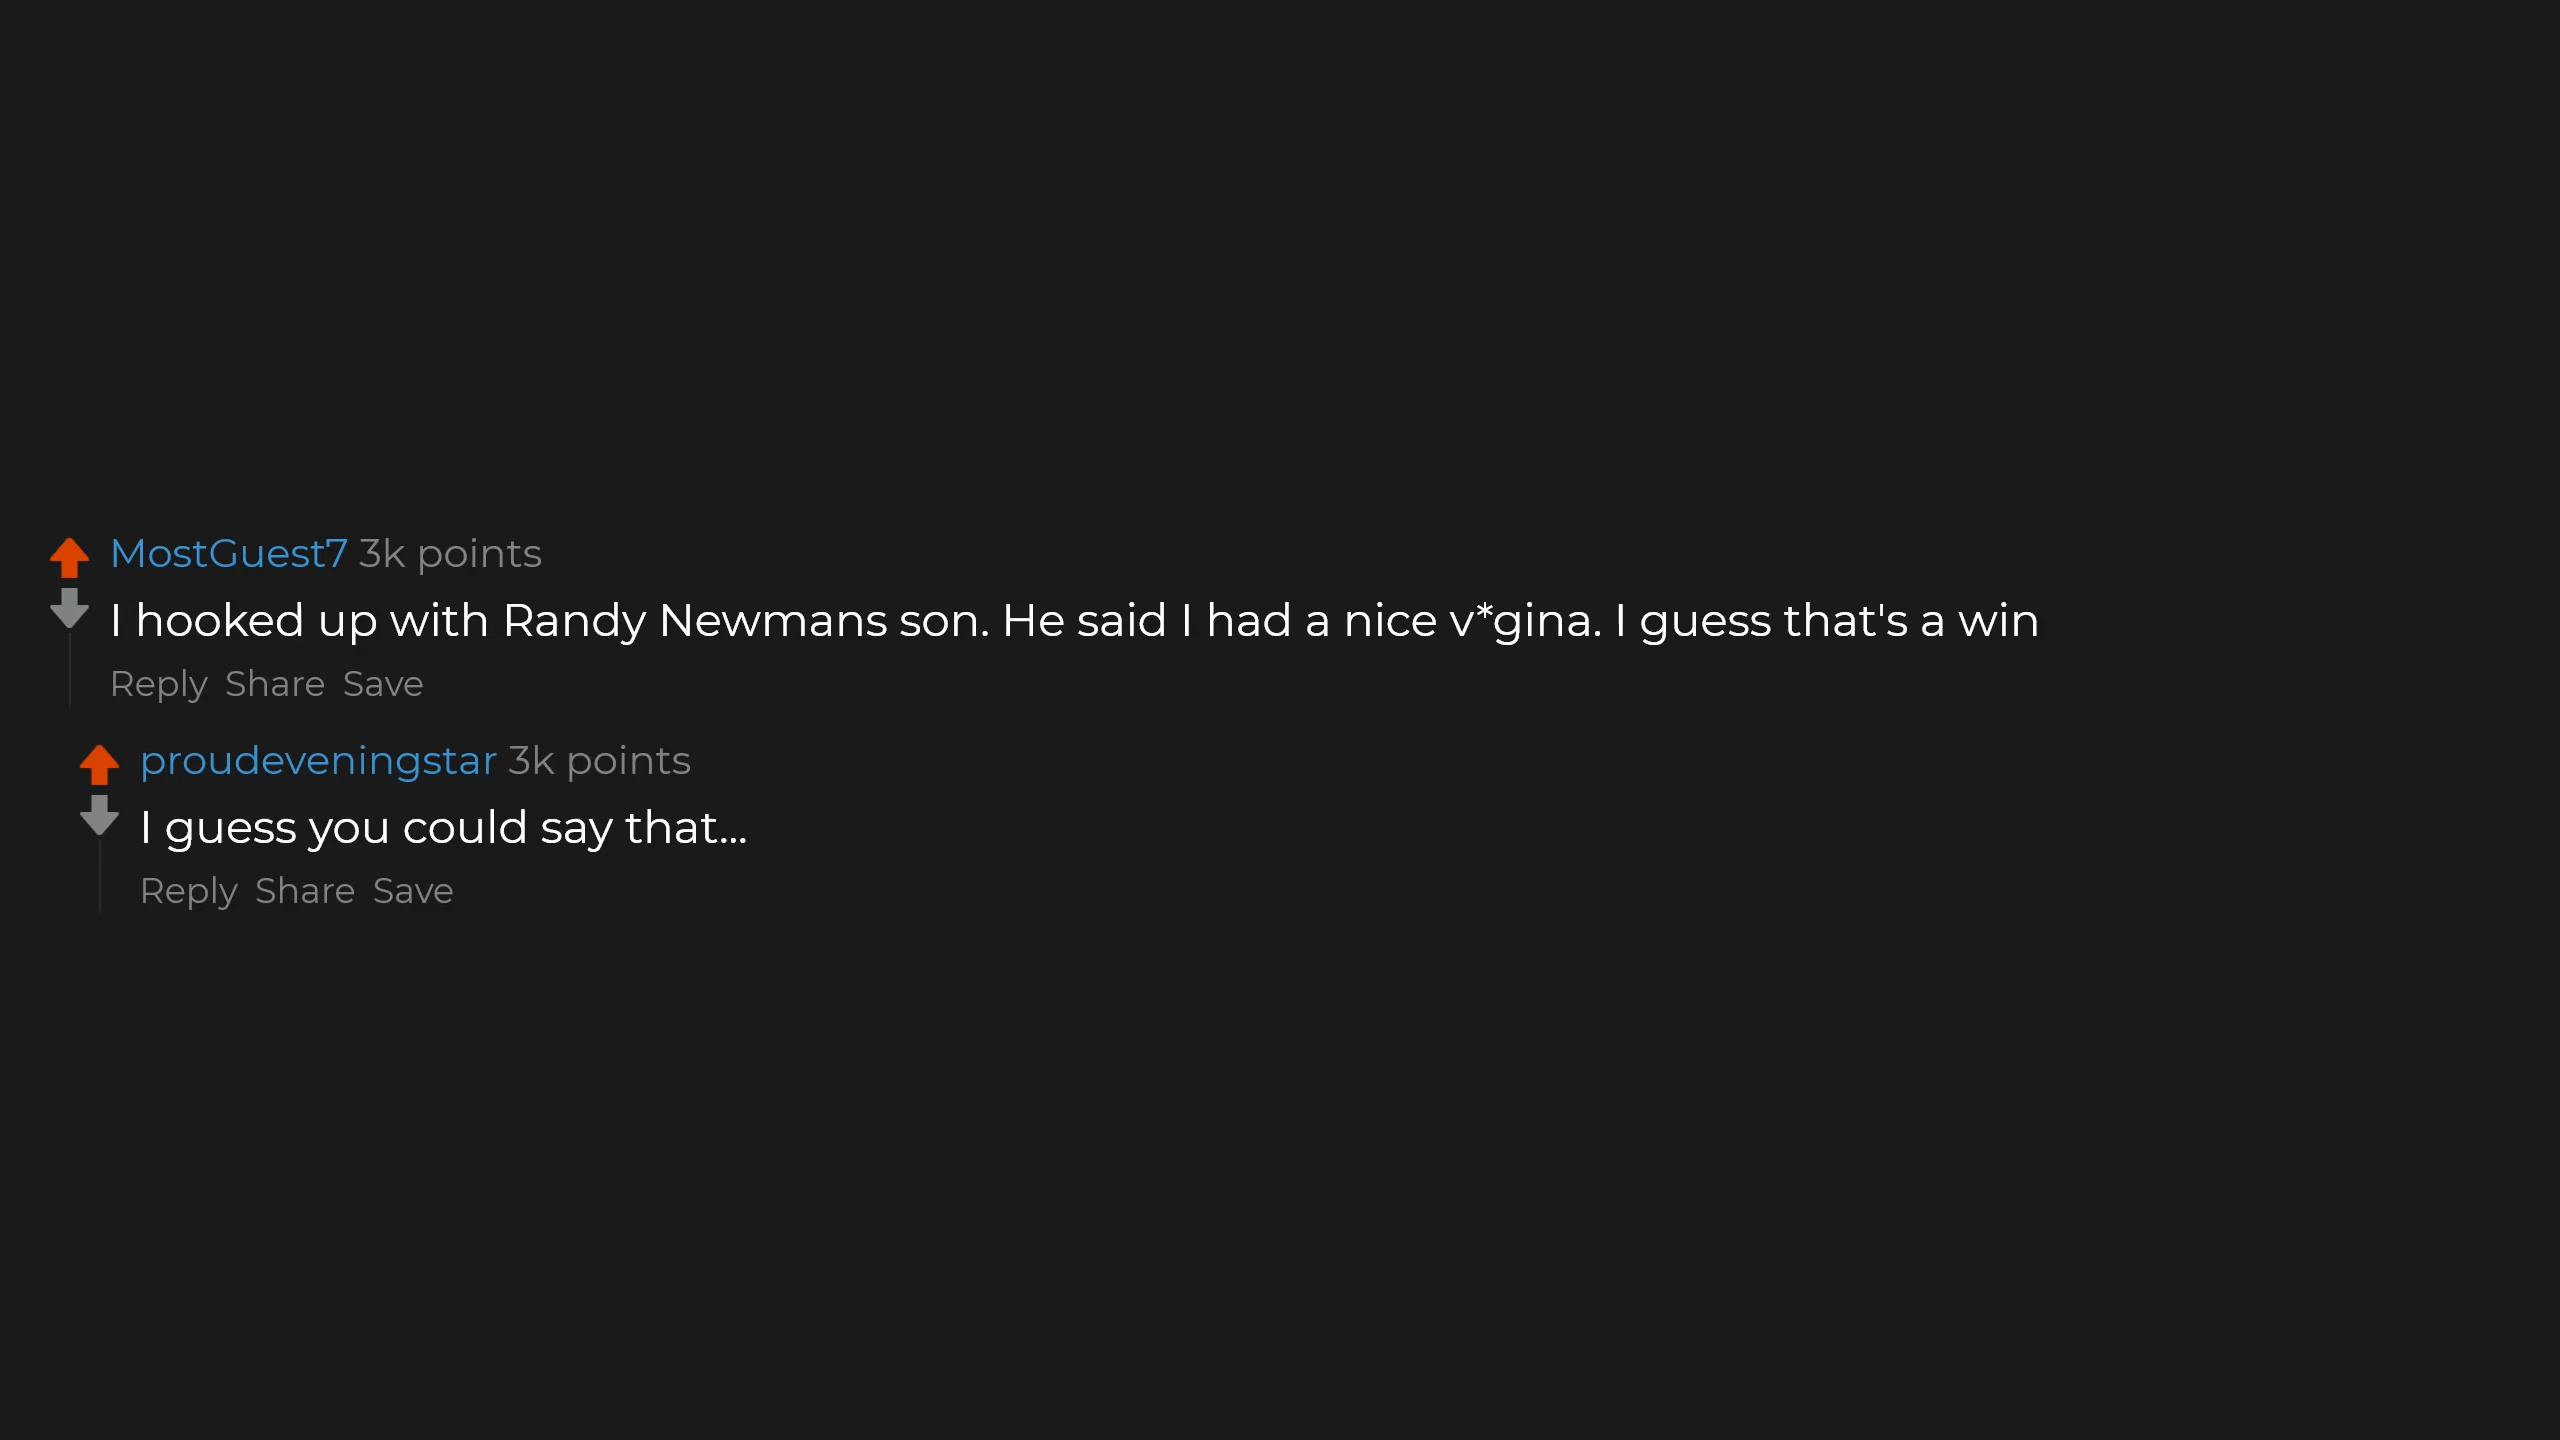 MostGuest7 3k points
I hooked up with Randy Newmans son. He said I had a nice v*gina. I guess that's a win
Reply Share Save
proudeveningstar 3k points
I guess you could say that...
Reply Share Save